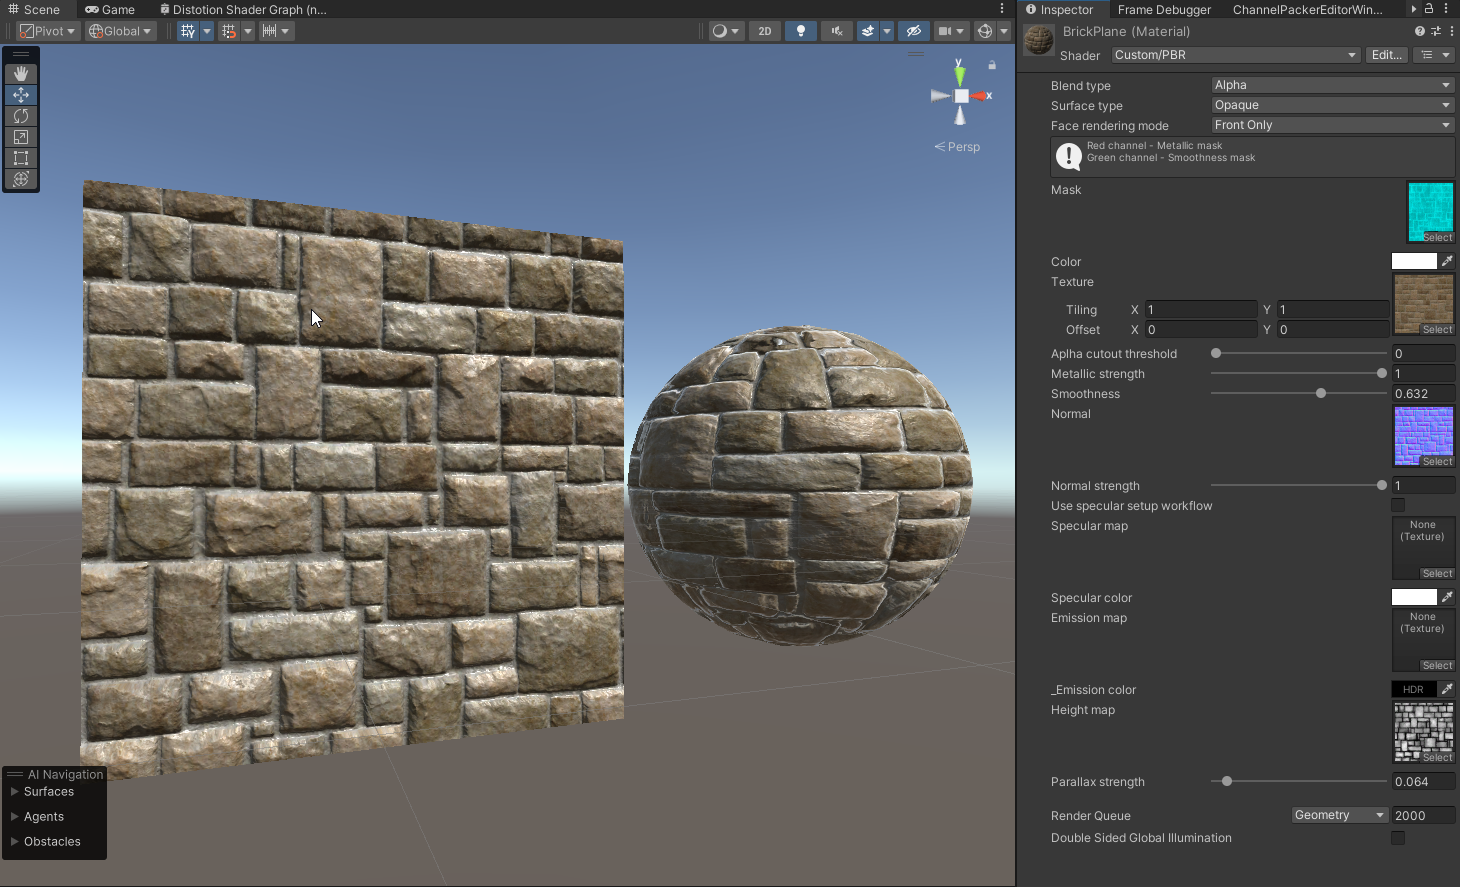 Scene
Game
Distotion Shader Graph (n...
Pivot
Global
2D
y
x
Persp
AI Navigation
Surfaces
Agents
Obstacles
Inspector
Frame Debugger
ChannelPackerEditorWin...
BrickPlane (Material)
Shader
Custom/PBR
Edit...
Blend type
Alpha
Surface type
Opaque
Face rendering mode
Front Only
Red channel - Metallic mask
Green channel - Smoothness mask
Mask
Select
Color
Texture
Tiling X 1 Y 1
Offset X 0 Y 0
Select
Aplha cutout threshold
0
Metallic strength
1
Smoothness
0.632
Normal
Select
Normal strength
1
Use specular setup workflow
Specular map
None
(Texture)
Select
Specular color
Emission map
None
(Texture)
Select
_Emission color
HDR
Height map
Select
Parallax strength
0.064
Render Queue
Geometry
2000
Double Sided Global Illumination